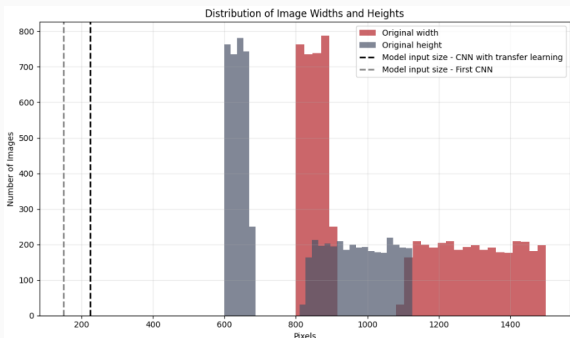 Distribution of Image Widths and Heights
Original width
Original height
Model input size - CNN with transfer learning
Model input size - First CNN
Number of Images
800
700
600
500
400
300
200
100
0
200
400
600
800
1000
1200
1400
Pixels